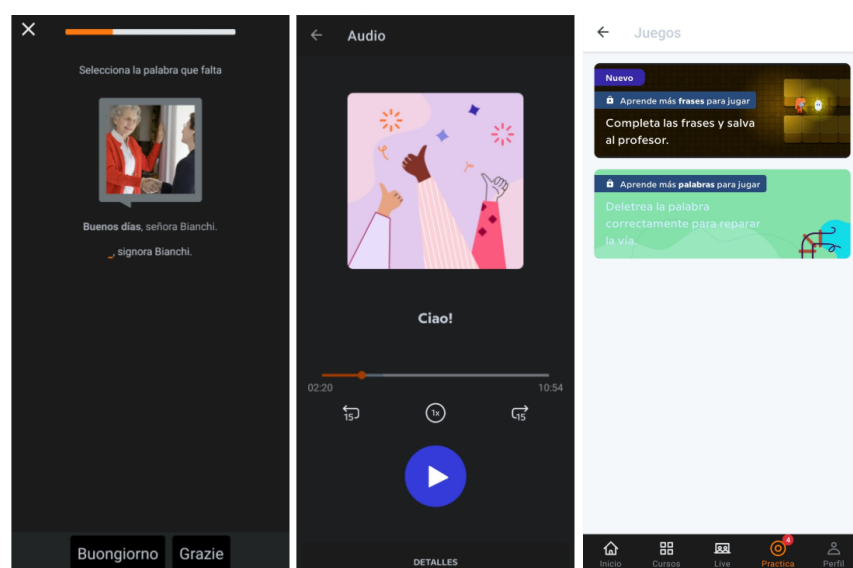 Selecciona la palabra que falta
Buenos días, señora Bianchi.
_, signora Bianchi.
Buongiorno
Grazie
Audio
Ciao!
02:20
10:54
15
1x
15
DETALLES
Juegos
Nuevo
Aprende más frases para jugar
Completa las frases y salva
al profesor.
Aprende más palabras para jugar
Deletrea la palabra
correctamente para reparar
la vía.
4
Inicio
Cursos
Live
Practica
Perfil